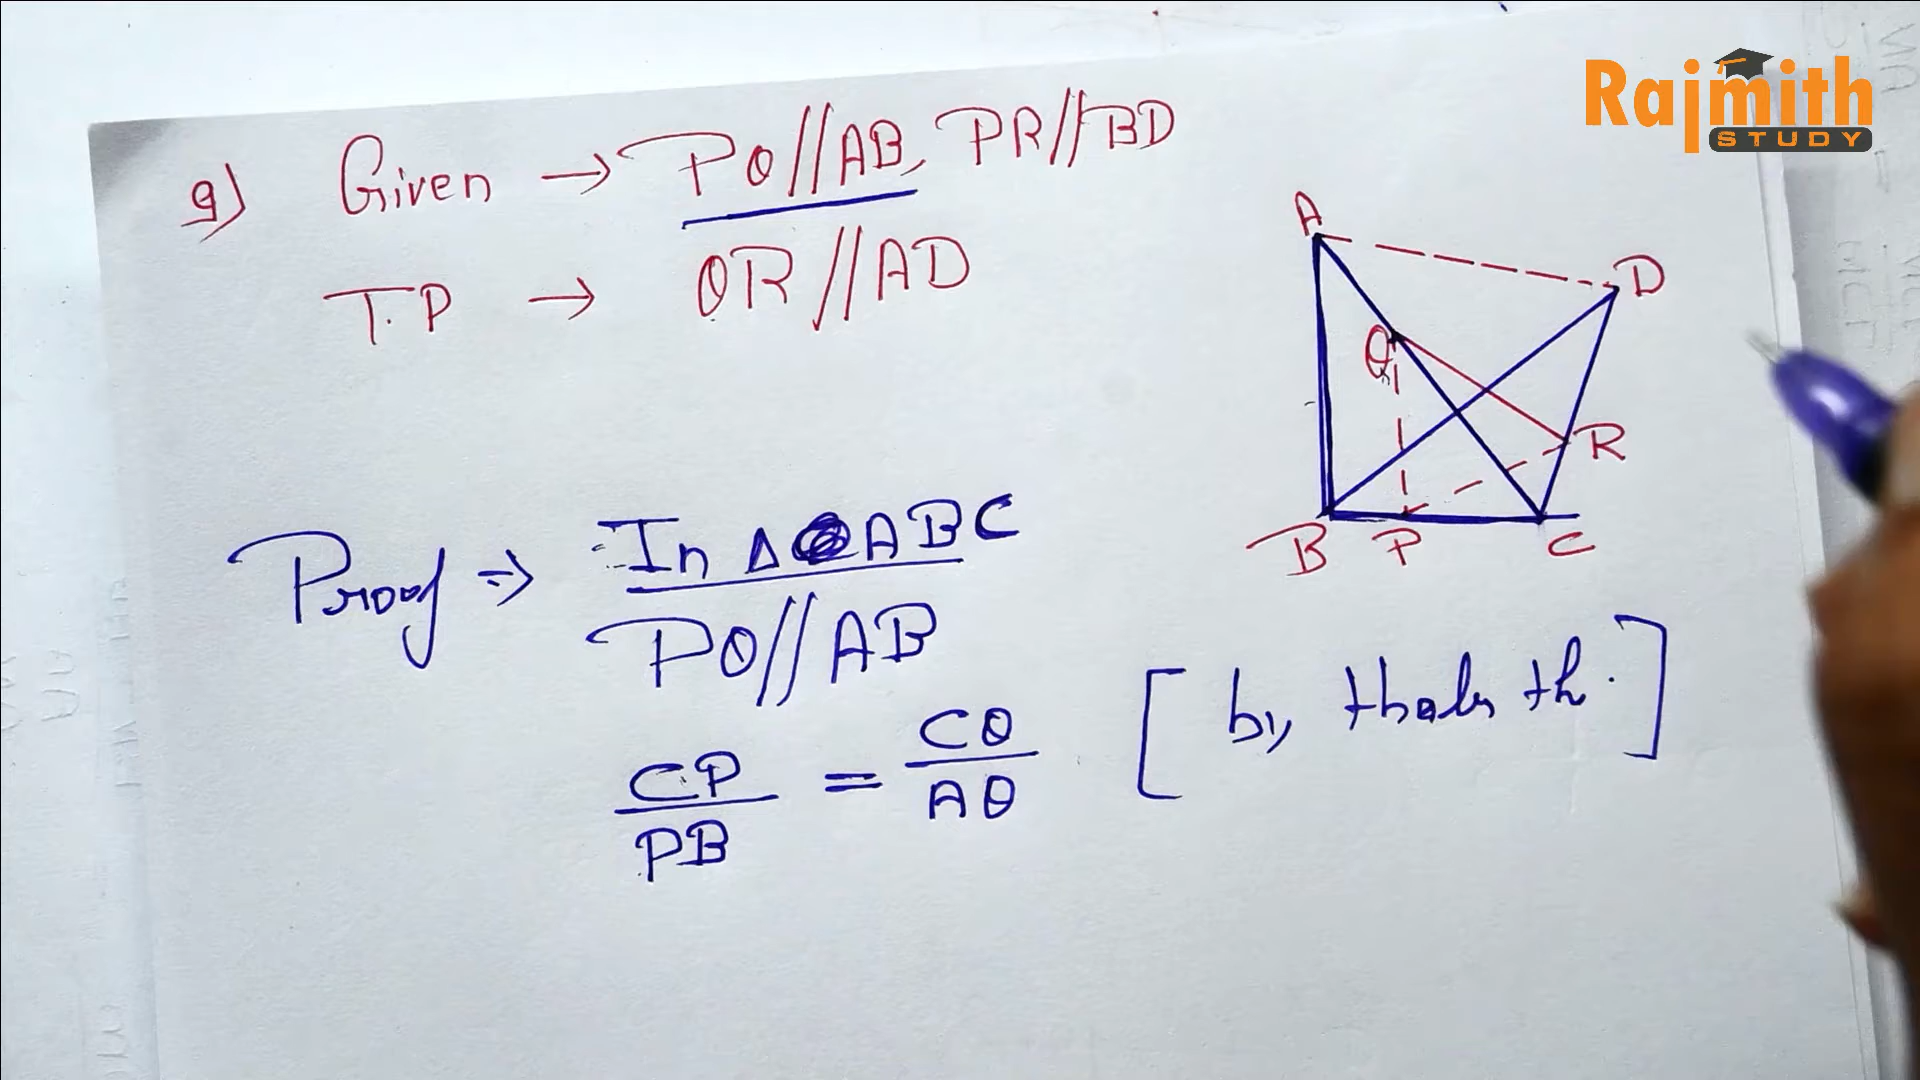 Rajmith
STUDY
9) Given → PQ//AB, PR//BD
T.P → QR//AD
A
D
Q
R
B P C
Proof ⇒ In Δ ABC
PQ//AB
CP/PB = CQ/AQ [by thales th.]